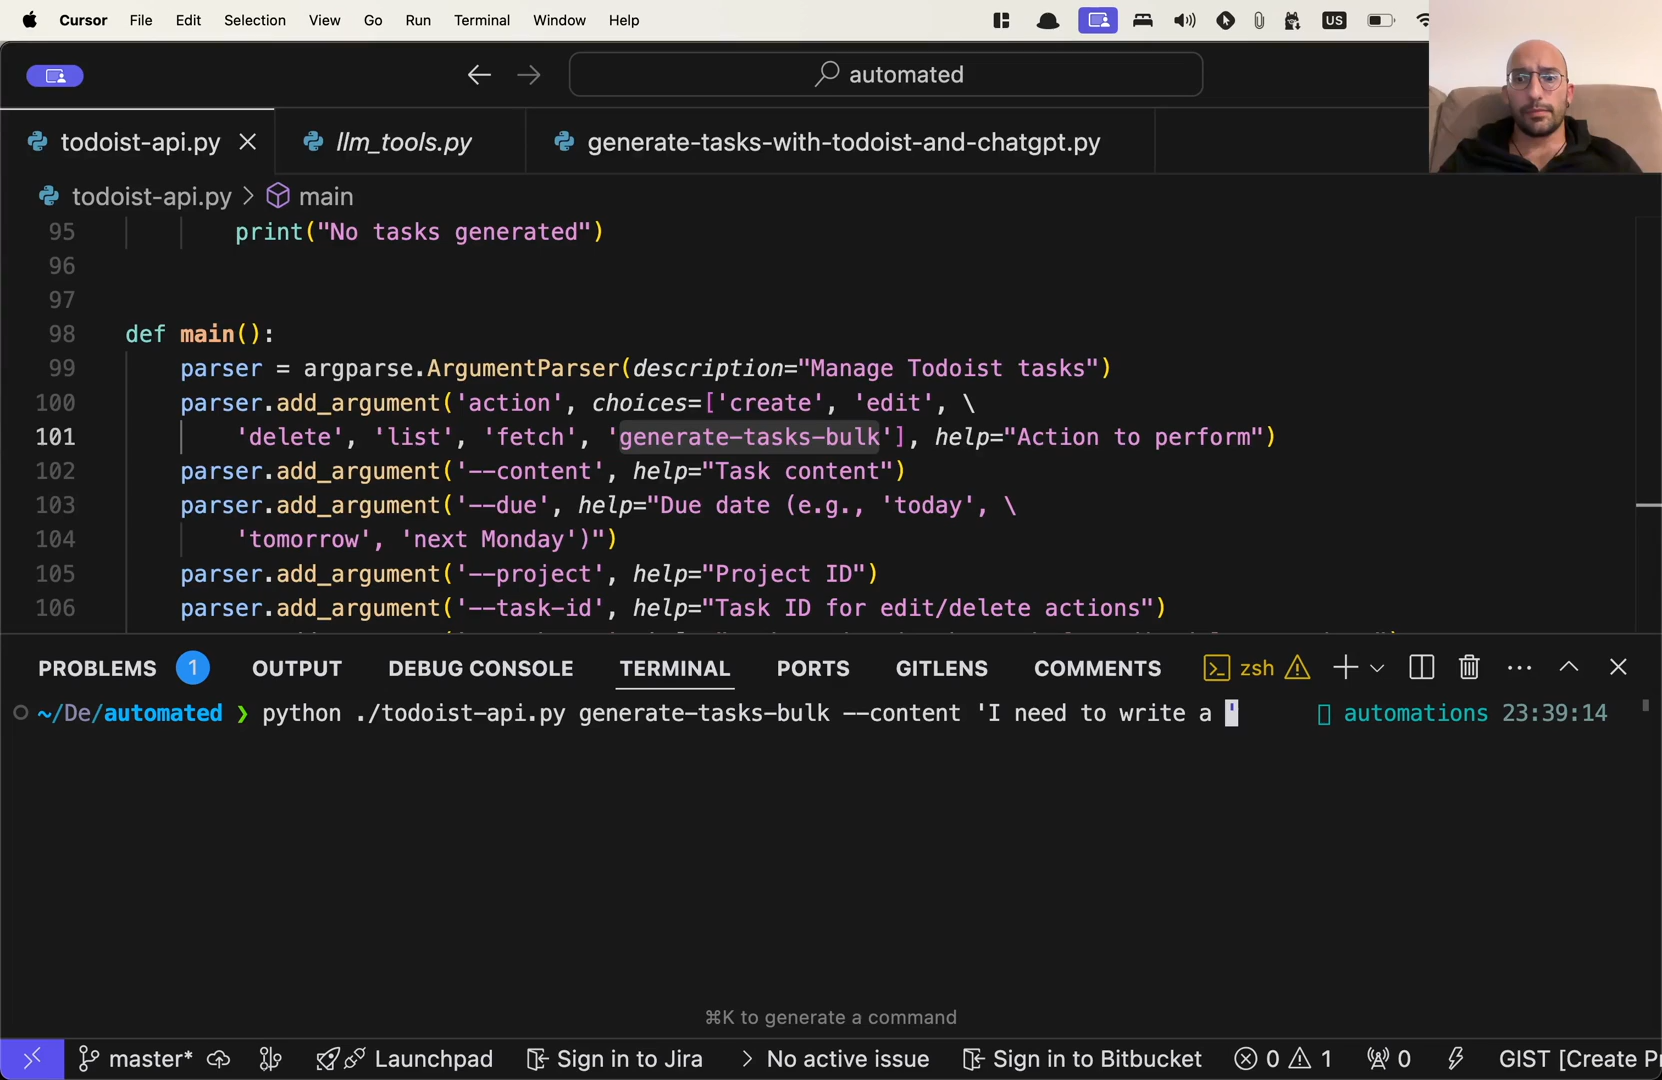 Cursor File Edit Selection View Go Run Terminal Window Help US
automated
todoist-api.py llm_tools.py generate-tasks-with-todoist-and-chatgpt.py
todoist-api.py > main
95 print("No tasks generated")
96
97
98 def main():
99 parser = argparse.ArgumentParser(description="Manage Todoist tasks")
100 parser.add_argument('action', choices=['create', 'edit', \
101 'delete', 'list', 'fetch', 'generate-tasks-bulk'], help="Action to perform")
102 parser.add_argument('--content', help="Task content")
103 parser.add_argument('--due', help="Due date (e.g., 'today', \
104 'tomorrow', 'next Monday')")
105 parser.add_argument('--project', help="Project ID")
106 parser.add_argument('--task-id', help="Task ID for edit/delete actions")
PROBLEMS 1 OUTPUT DEBUG CONSOLE TERMINAL PORTS GITLENS COMMENTS zsh
~/De/automated ❯ python ./todoist-api.py generate-tasks-bulk --content 'I need to write a ' automations 23:39:14
⌘K to generate a command
master* Launchpad Sign in to Jira > No active issue Sign in to Bitbucket 0 1 0 GIST [Create Pr